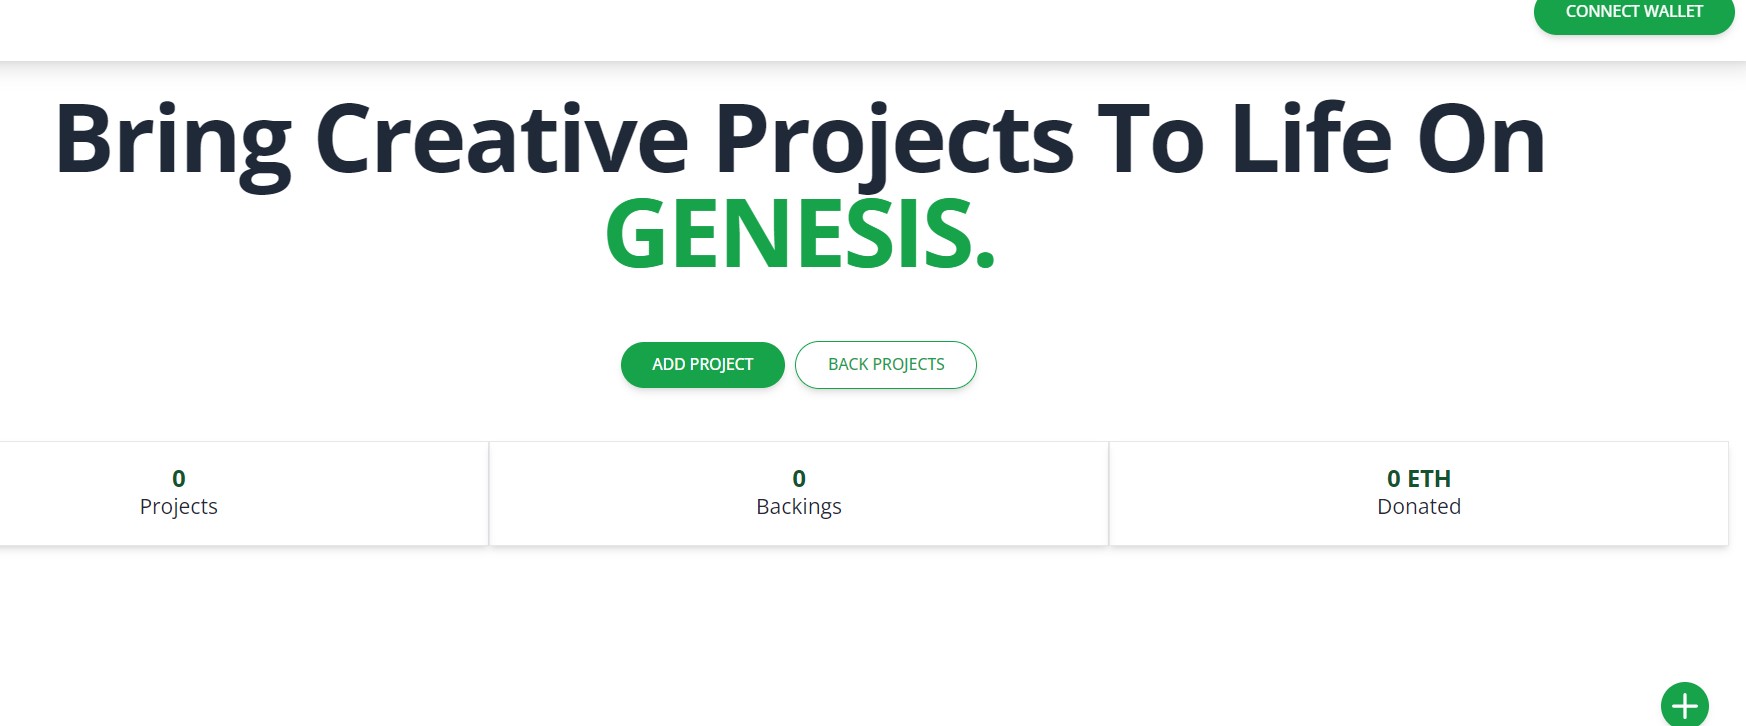 CONNECT WALLET
Bring Creative Projects To Life On
GENESIS.
ADD PROJECT
BACK PROJECTS
0
Projects
0
Backings
0 ETH
Donated